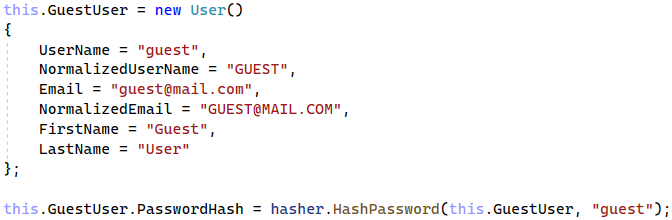 this.GuestUser = new User()
{
    UserName = "guest",
    NormalizedUserName = "GUEST",
    Email = "guest@mail.com",
    NormalizedEmail = "GUEST@MAIL.COM",
    FirstName = "Guest",
    LastName = "User"
};

this.GuestUser.PasswordHash = hasher.HashPassword(this.GuestUser, "guest");